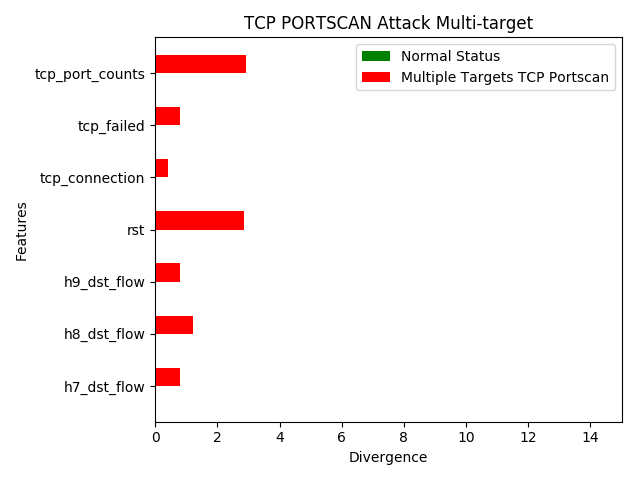 TCP PORTSCAN Attack Multi-target
Normal Status
Multiple Targets TCP Portscan
Features
tcp_port_counts
tcp_failed
tcp_connection
rst
h9_dst_flow
h8_dst_flow
h7_dst_flow
0 2 4 6 8 10 12 14
Divergence